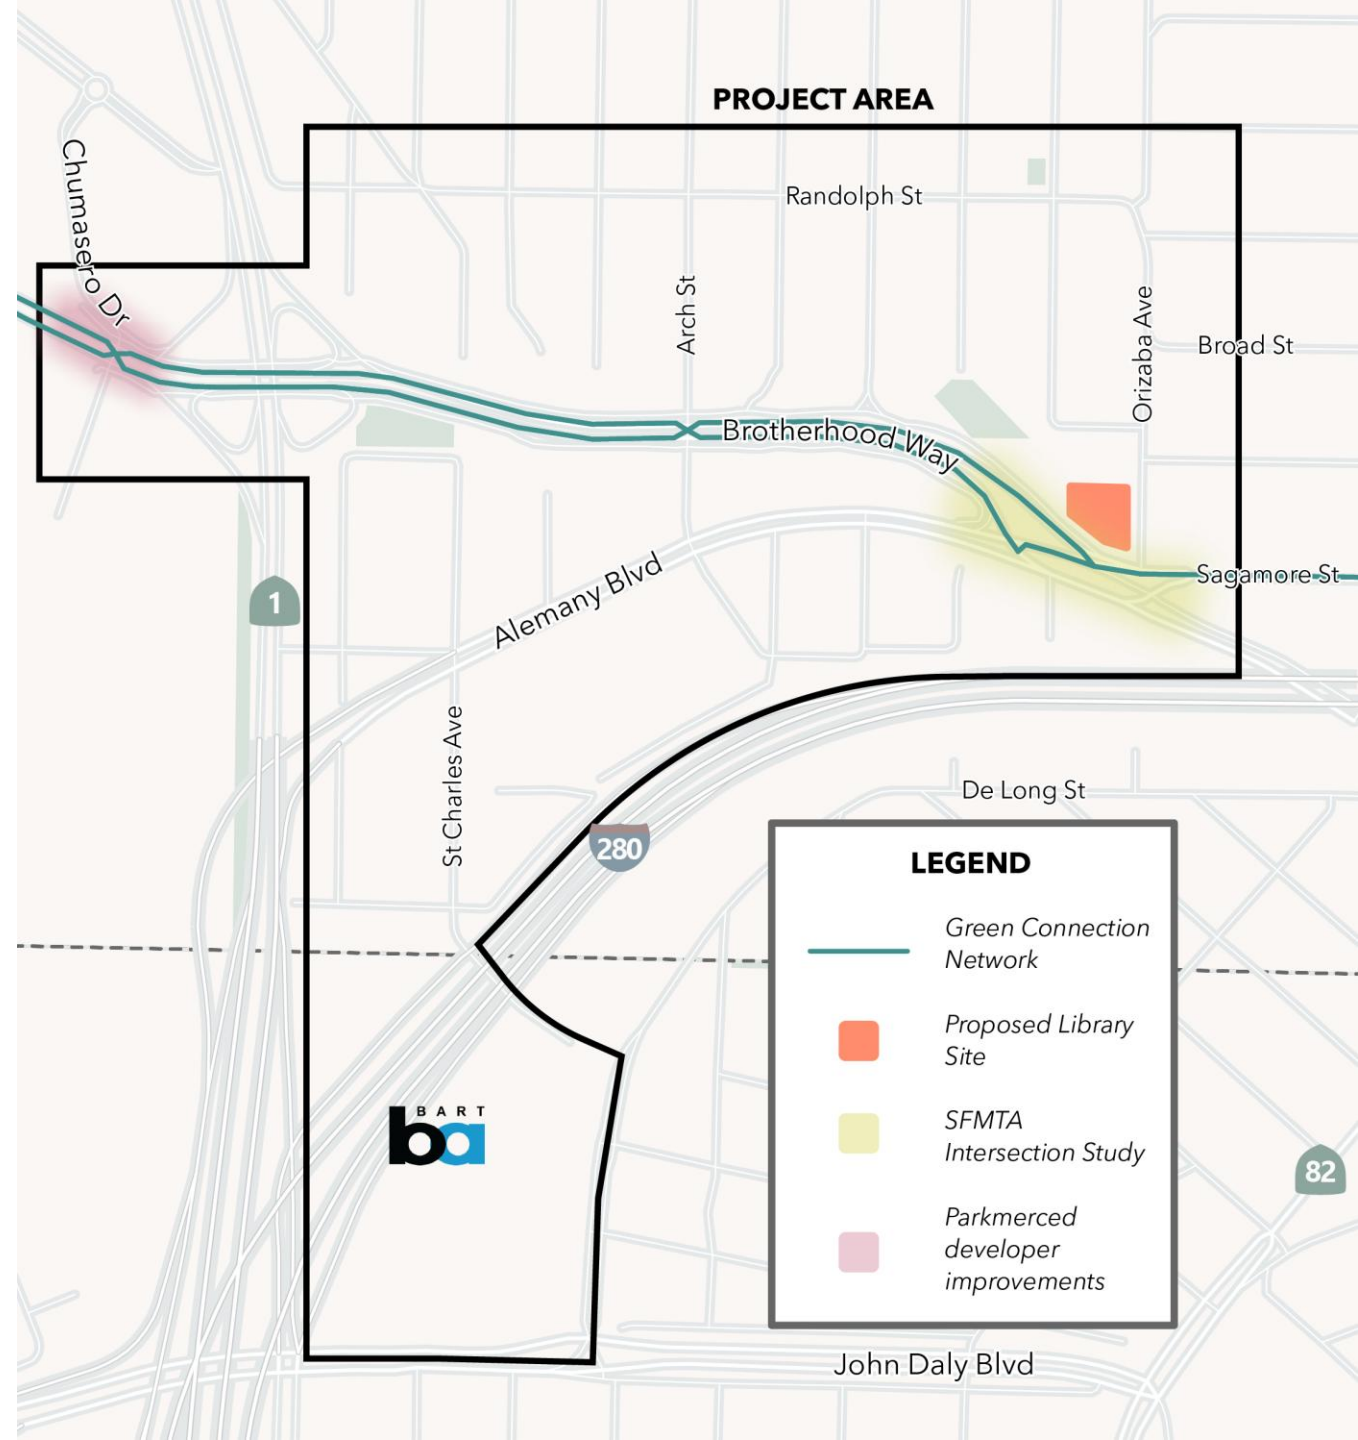 PROJECT AREA
Chumasero Dr
Randolph St
Arch St
Orizaba Ave
Broad St
Brotherhood Way
Sagamore St
Alemany Blvd
1
St Charles Ave
De Long St
280
LEGEND
Green Connection
Network
Proposed Library
Site
SFMTA
Intersection Study
Parkmerced
developer
improvements
BART
ba
82
John Daly Blvd